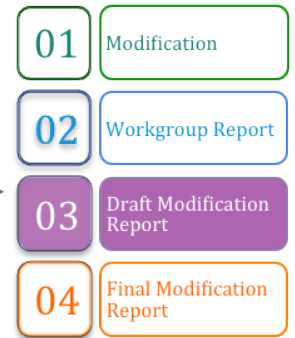 01
Modification
02
Workgroup Report
03
Draft Modification
Report
04
Final Modification
Report